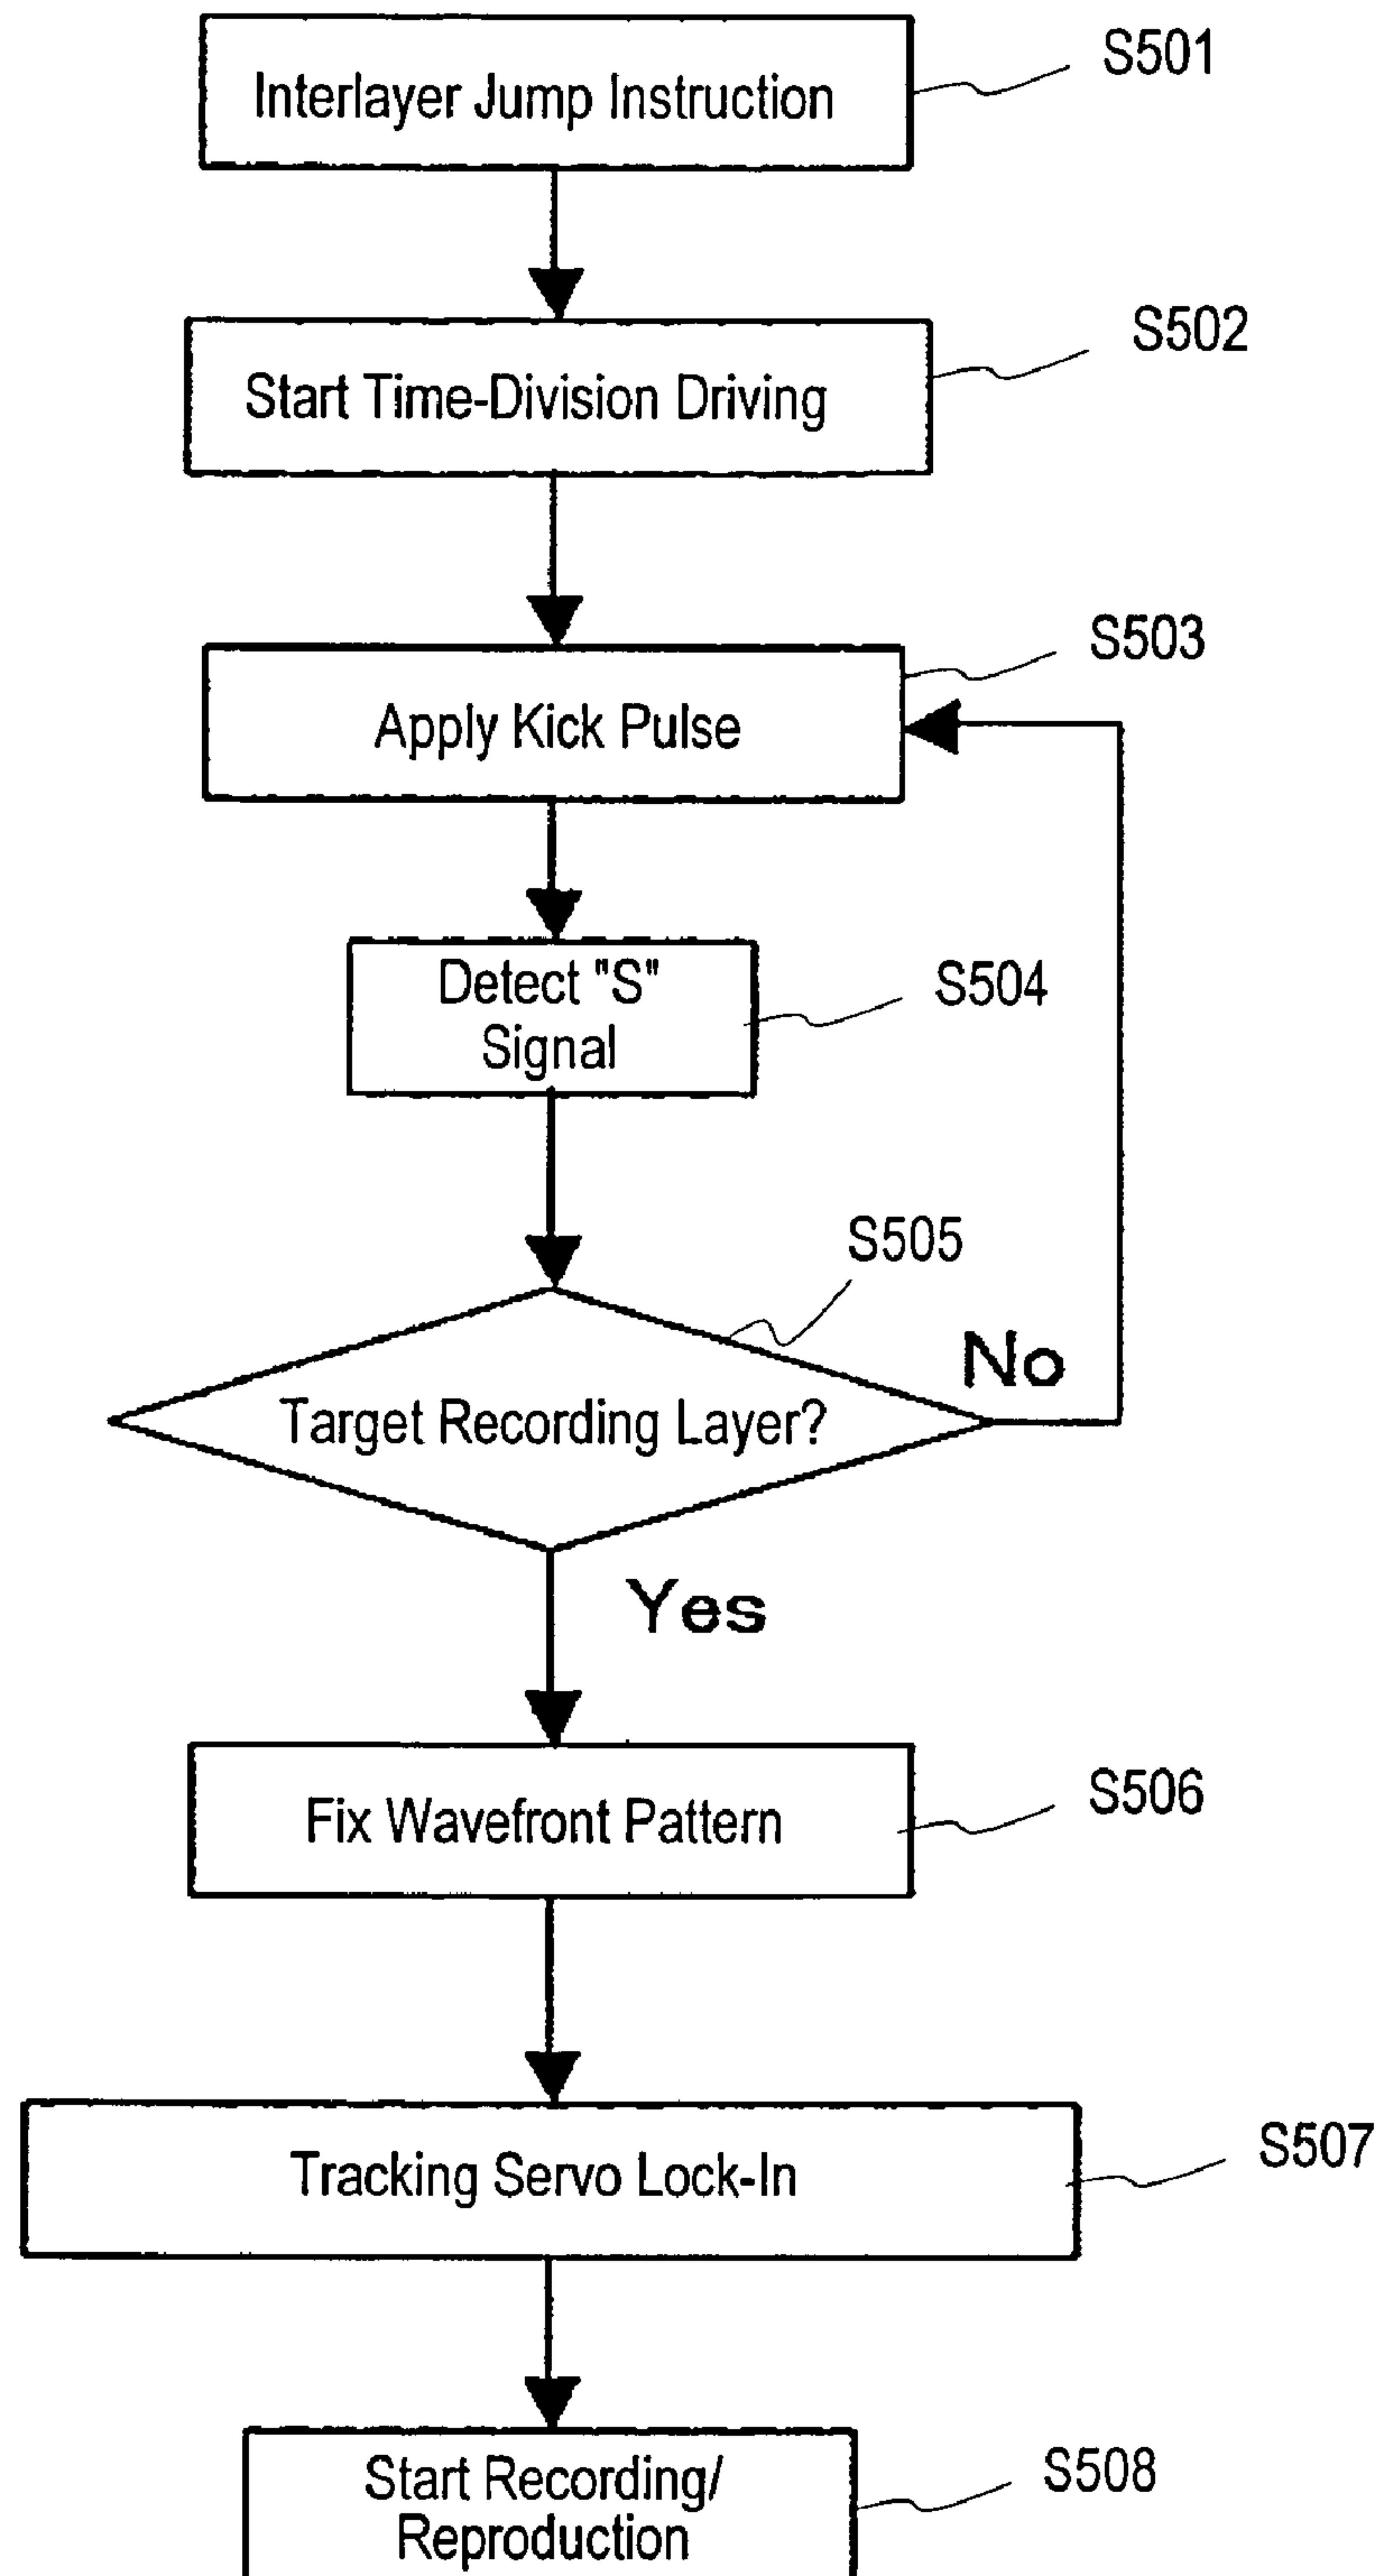 Interlayer Jump Instruction
S501
Start Time-Division Driving
S502
Apply Kick Pulse
S503
Detect "S"
Signal
S504
S505
Target Recording Layer?
No
Yes
Fix Wavefront Pattern
S506
Tracking Servo Lock-In
S507
Start Recording/
Reproduction
S508